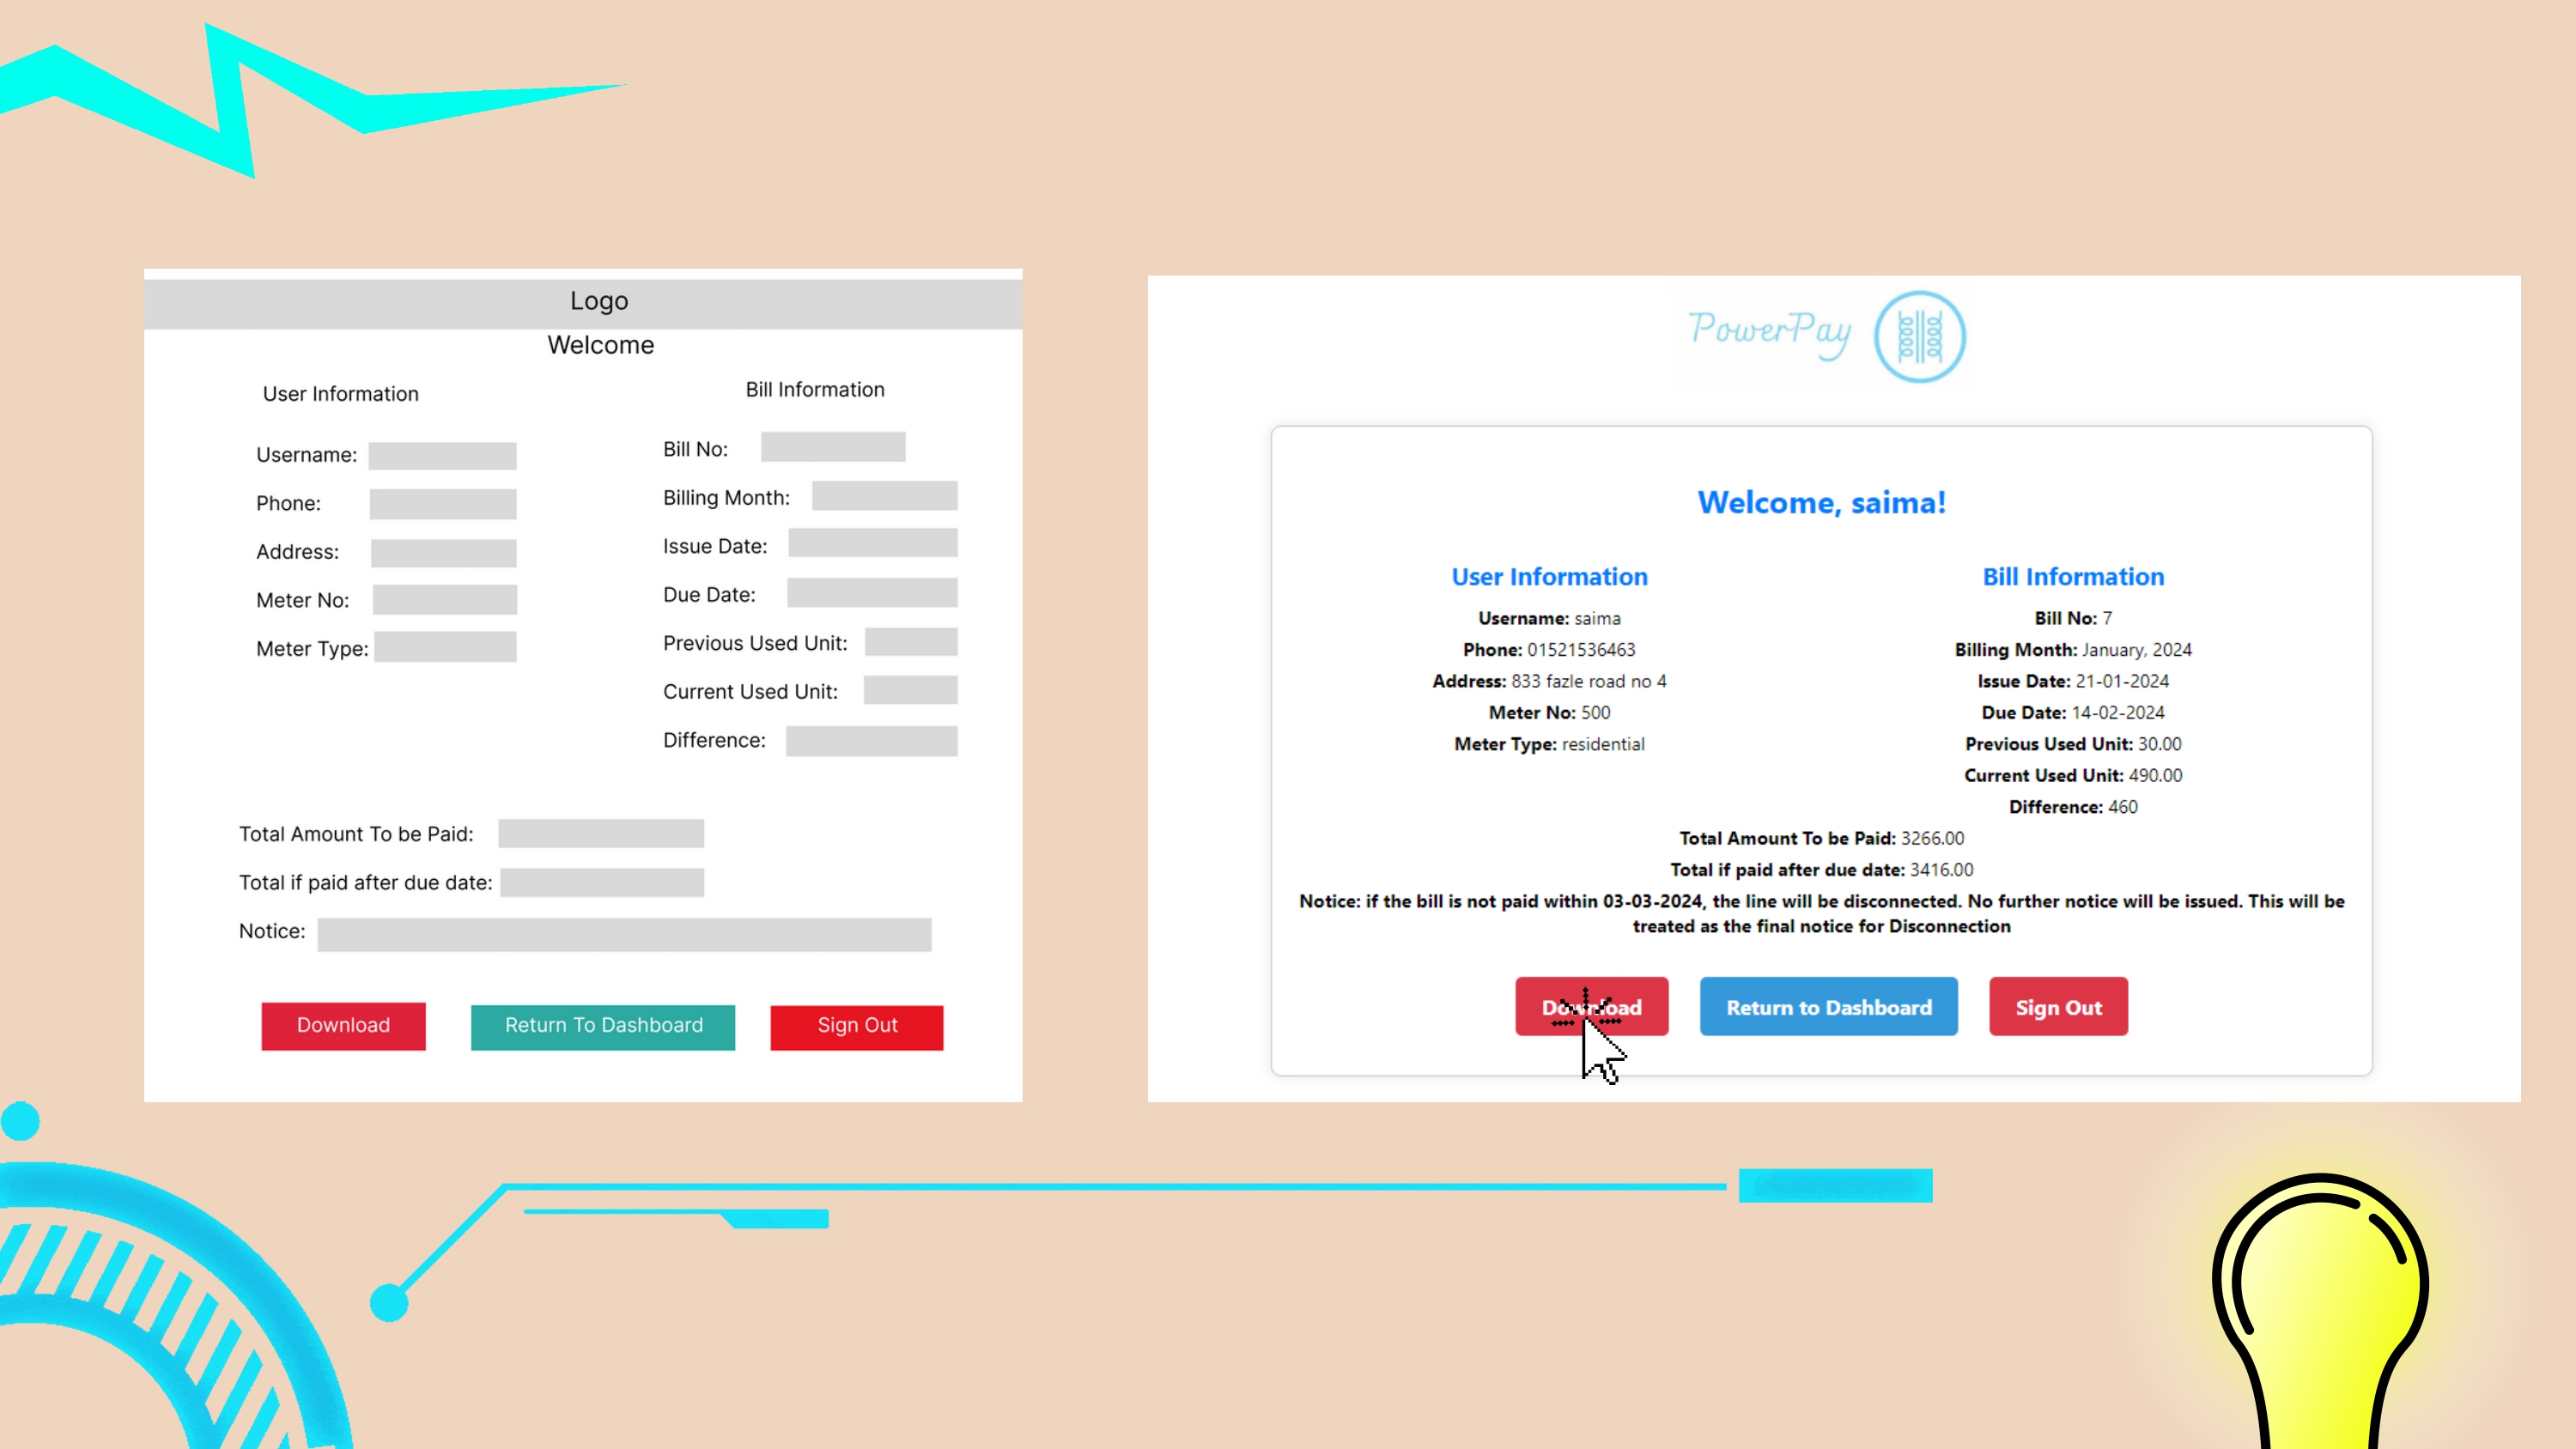 Logo
Welcome
User Information
Username:
Phone:
Address:
Meter No:
Meter Type:
Bill Information
Bill No:
Billing Month:
Issue Date:
Due Date:
Previous Used Unit:
Current Used Unit:
Difference:
Total Amount To be Paid:
Total if paid after due date:
Notice:
Download
Return To Dashboard
Sign Out
PowerPay
Welcome, saima!
User Information
Username: saima
Phone: 01521536463
Address: 833 fazle road no 4
Meter No: 500
Meter Type: residential
Bill Information
Bill No: 7
Billing Month: January, 2024
Issue Date: 21-01-2024
Due Date: 14-02-2024
Previous Used Unit: 30.00
Current Used Unit: 490.00
Difference: 460
Total Amount To be Paid: 3266.00
Total if paid after due date: 3416.00
Notice: if the bill is not paid within 03-03-2024, the line will be disconnected. No further notice will be issued. This will be
treated as the final notice for Disconnection
Download
Return to Dashboard
Sign Out